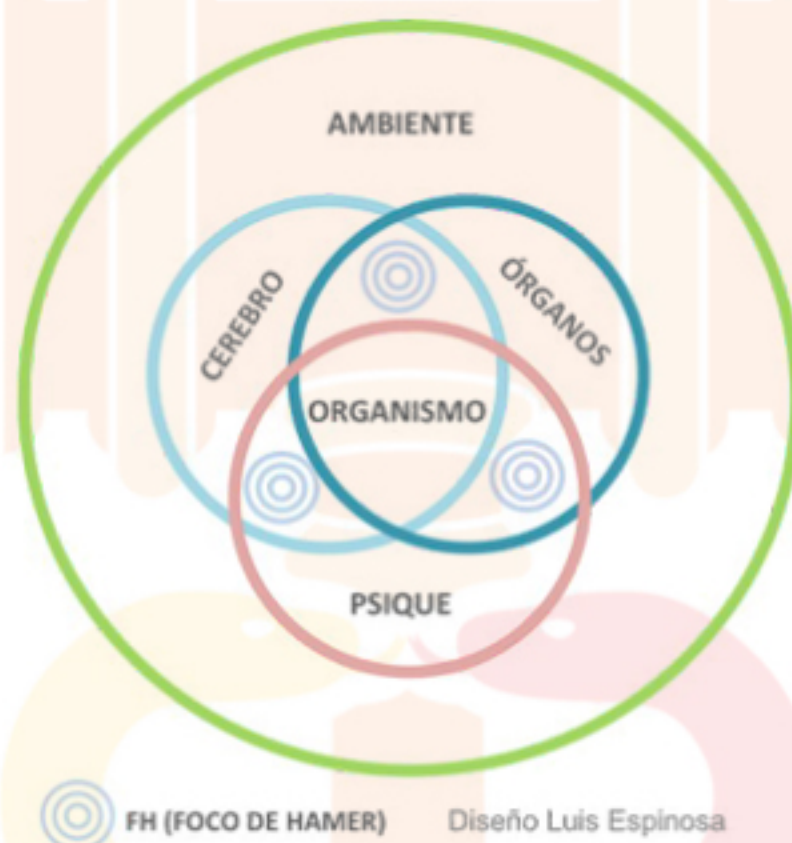 AMBIENTE
CEREBRO
ÓRGANOS
ORGANISMO
PSIQUE
FH (FOCO DE HAMER) Diseño Luis Espinosa